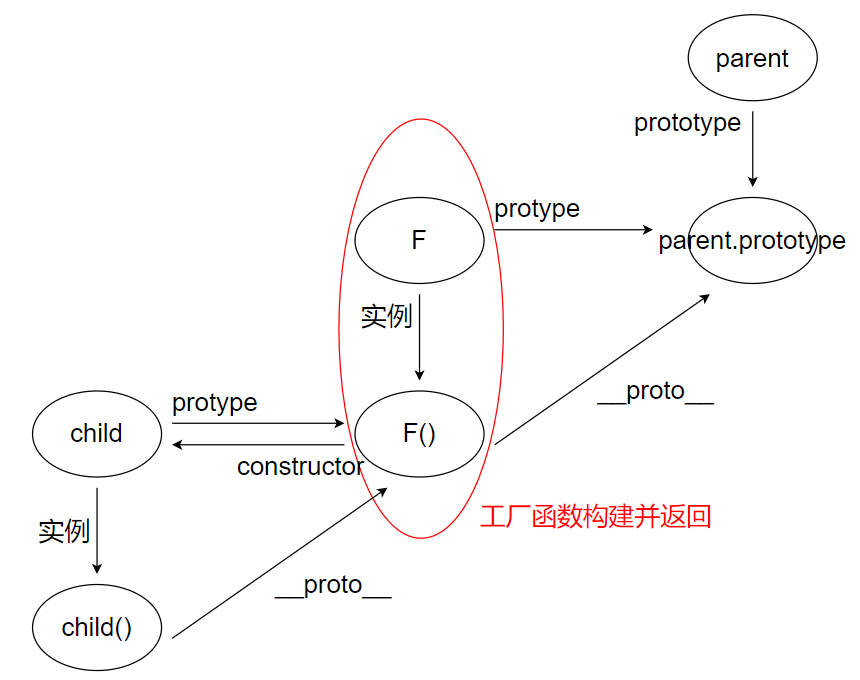 parent
prototype
protype
F
parent.prototype
实例
__proto__
protype
child
F()
constructor
工厂函数构建并返回
实例
__proto__
child()